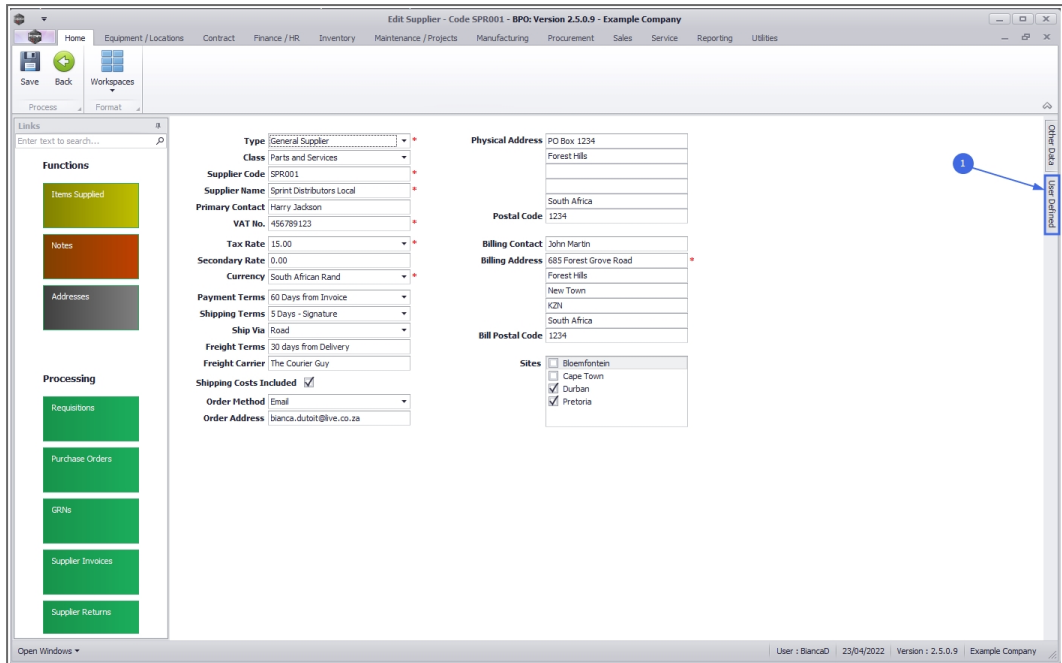 Edit Supplier - Code SPR001 - BPO: Version 2.5.0.9 - Example Company
Home Equipment / Locations Contract Finance / HR Inventory Maintenance / Projects Manufacturing Procurement Sales Service Reporting Utilities
Save Back Workspaces
Process Format
Links
Enter text to search...
Functions
Items Supplied
Notes
Addresses
Processing
Requisitions
Purchase Orders
GRNs
Supplier Invoices
Supplier Returns
Type General Supplier *
Class Parts and Services
Supplier Code SPR001 *
Supplier Name Sprint Distributors Local *
Primary Contact Harry Jackson
VAT No. 456789123 *
Tax Rate 15.00 *
Secondary Rate 0.00
Currency South African Rand *
Payment Terms 60 Days from Invoice
Shipping Terms 5 Days - Signature
Ship Via Road
Freight Terms 30 days from Delivery
Freight Carrier The Courier Guy
Shipping Costs Included
Order Method Email
Order Address bianca.dutoit@live.co.za
Physical Address PO Box 1234
Forest Hills
South Africa
Postal Code 1234
Billing Contact John Martin
Billing Address 685 Forest Grove Road *
Forest Hills
New Town
KZN
South Africa
Bill Postal Code 1234
Sites Bloemfontein
Cape Town
Durban
Pretoria
Other Data
1
User Defined
Open Windows
User : BiancaD 23/04/2022 Version : 2.5.0.9 Example Company